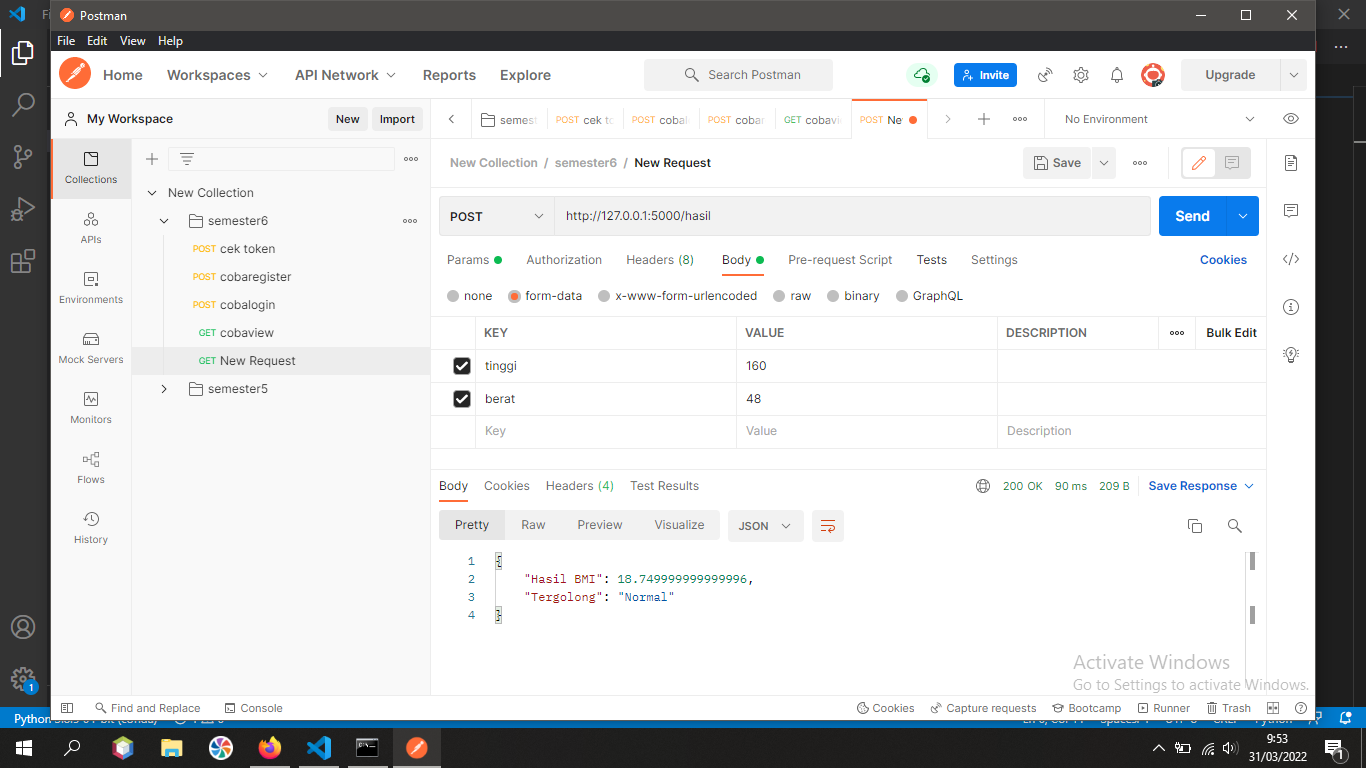 Postman
File Edit View Help
Home Workspaces API Network Reports Explore Search Postman Invite Upgrade
My Workspace New Import semest POST cek to POST cobal POST cobar GET cobavi POST Ne No Environment
New Collection / semester6 / New Request Save
Collections
APIs
Environments
Mock Servers
Monitors
Flows
History
New Collection
semester6
POST cek token
POST cobaregister
POST cobalogin
GET cobaview
GET New Request
semester5
POST http://127.0.0.1:5000/hasil Send
Params Authorization Headers (8) Body Pre-request Script Tests Settings Cookies
none form-data x-www-form-urlencoded raw binary GraphQL
KEY VALUE DESCRIPTION Bulk Edit
tinggi 160
berat 48
Key Value Description
Body Cookies Headers (4) Test Results 200 OK 90 ms 209 B Save Response
Pretty Raw Preview Visualize JSON
1 {
2 "Hasil BMI": 18.749999999999996,
3 "Tergolong": "Normal"
4 }
Activate Windows
Go to Settings to activate Windows.
Find and Replace Console Cookies Capture requests Bootcamp Runner Trash
1
9:53
31/03/2022
1